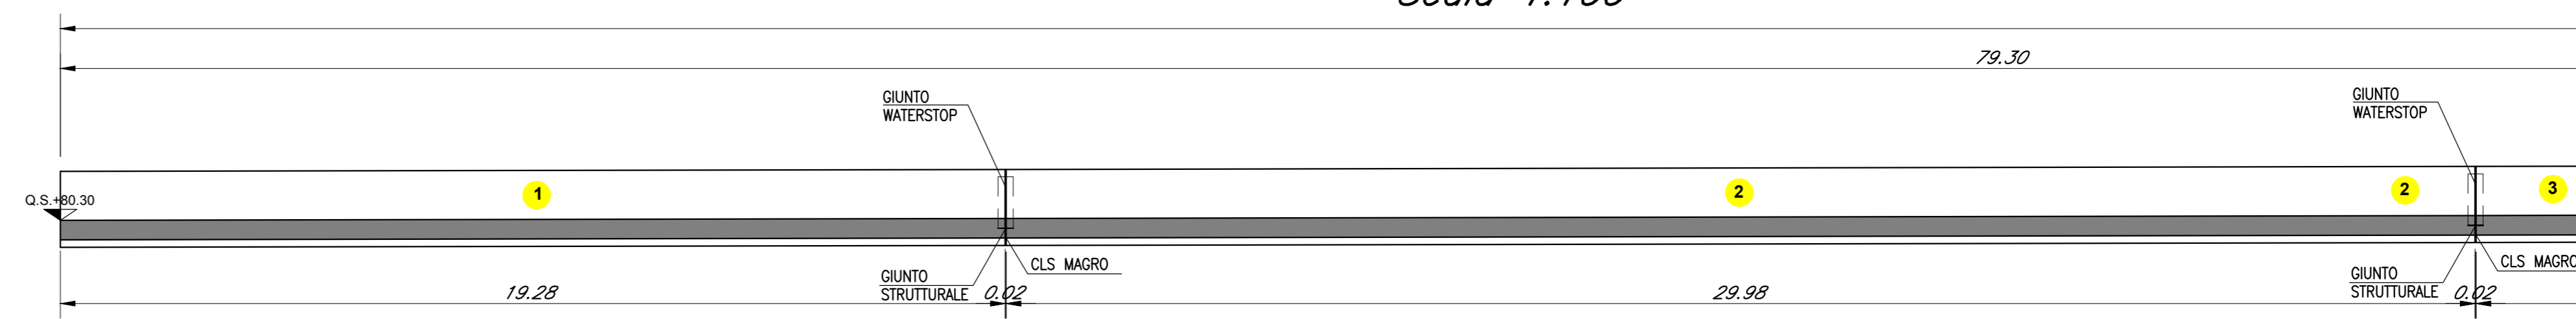 79.30
GIUNTO
WATERSTOP
GIUNTO
WATERSTOP
Q.S.+80.30
1
2
2
3
GIUNTO
STRUTTURALE
CLS MAGRO
GIUNTO
STRUTTURALE
CLS MAGRO
19.28
0.02
29.98
0.02